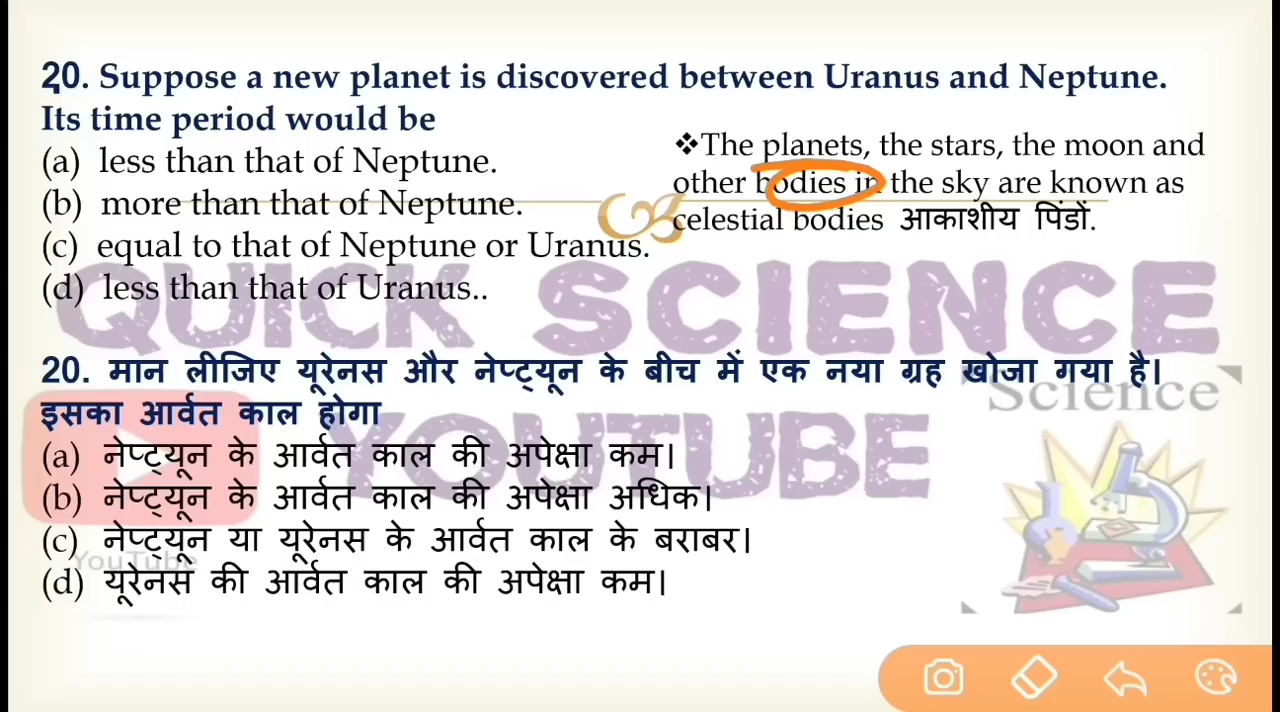 20. Suppose a new planet is discovered between Uranus and Neptune.
Its time period would be
(a) less than that of Neptune.
(b) more than that of Neptune.
(c) equal to that of Neptune or Uranus.
(d) less than that of Uranus..
❖The planets, the stars, the moon and
other bodies in the sky are known as
celestial bodies आकाशीय पिंडों.
QUICK SCIENCE
20. मान लीजिए यूरेनस और नेप्ट्यून के बीच में एक नया ग्रह खोजा गया है।
इसका आर्वत काल होगा
(a) नेप्ट्यून के आर्वत काल की अपेक्षा कम।
(b) नेप्ट्यून के आर्वत काल की अपेक्षा अधिक।
(c) नेप्ट्यून या यूरेनस के आर्वत काल के बराबर।
(d) यूरेनस की आर्वत काल की अपेक्षा कम।
Science
YOUTUBE
YouTube